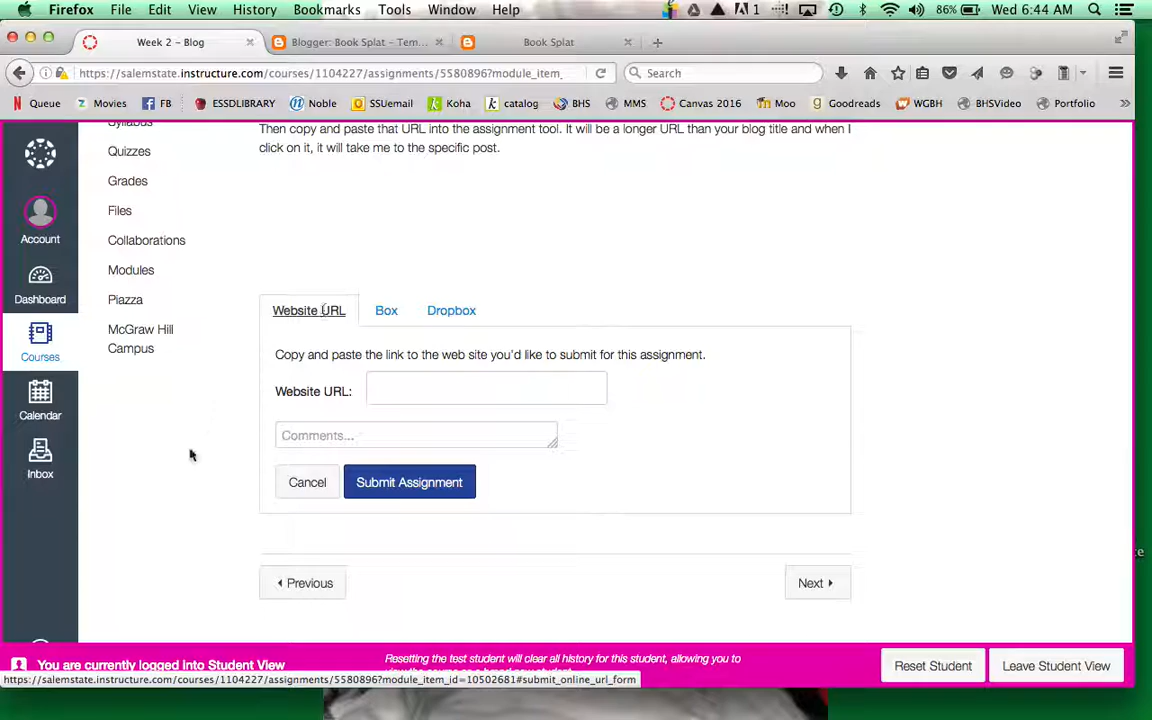 Firefox File Edit View History Bookmarks Tools Window Help 1 86% Wed 6:44 AM
Week 2 - Blog Blogger: Book Splat - Tem... Book Splat
https://salemstate.instructure.com/courses/1104227/assignments/5580896?module_item_ Search
Queue Movies FB ESSDLIBRARY Noble SSUemail Koha catalog BHS MMS Canvas 2016 Moo Goodreads WGBH BHSVideo Portfolio
Syllabus
Quizzes
Grades
Files
Collaborations
Modules
Piazza
McGraw Hill
Campus
Account
Dashboard
Courses
Calendar
Inbox
Then copy and paste that URL into the assignment tool. It will be a longer URL than your blog title and when I
click on it, it will take me to the specific post.
Website URL Box Dropbox
Copy and paste the link to the web site you'd like to submit for this assignment.
Website URL:
Comments...
Cancel Submit Assignment
Previous Next
You are currently logged into Student View
Resetting the test student will clear all history for this student, allowing you to
Reset Student Leave Student View
https://salemstate.instructure.com/courses/1104227/assignments/5580896?module_item_id=10502681#submit_online_url_form